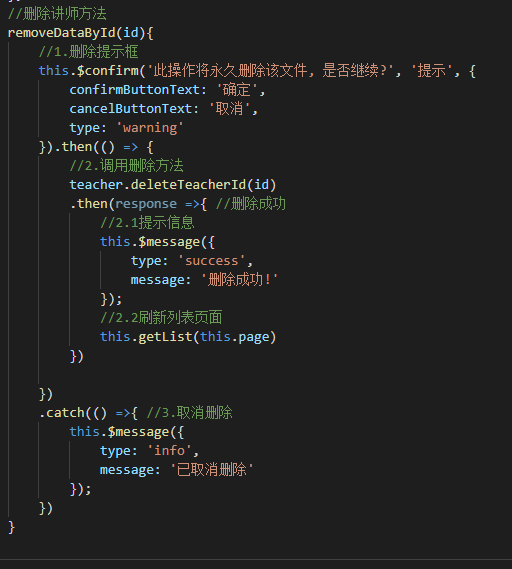 //删除讲师方法
removeDataById(id){
//1.删除提示框
this.$confirm('此操作将永久删除该文件, 是否继续?', '提示', {
confirmButtonText: '确定',
cancelButtonText: '取消',
type: 'warning'
}).then(() => {
//2.调用删除方法
teacher.deleteTeacherId(id)
.then(response =>{ //删除成功
//2.1提示信息
this.$message({
type: 'success',
message: '删除成功!'
});
//2.2刷新列表页面
this.getList(this.page)
})
})
.catch(() =>{ //3.取消删除
this.$message({
type: 'info',
message: '已取消删除'
});
})
}